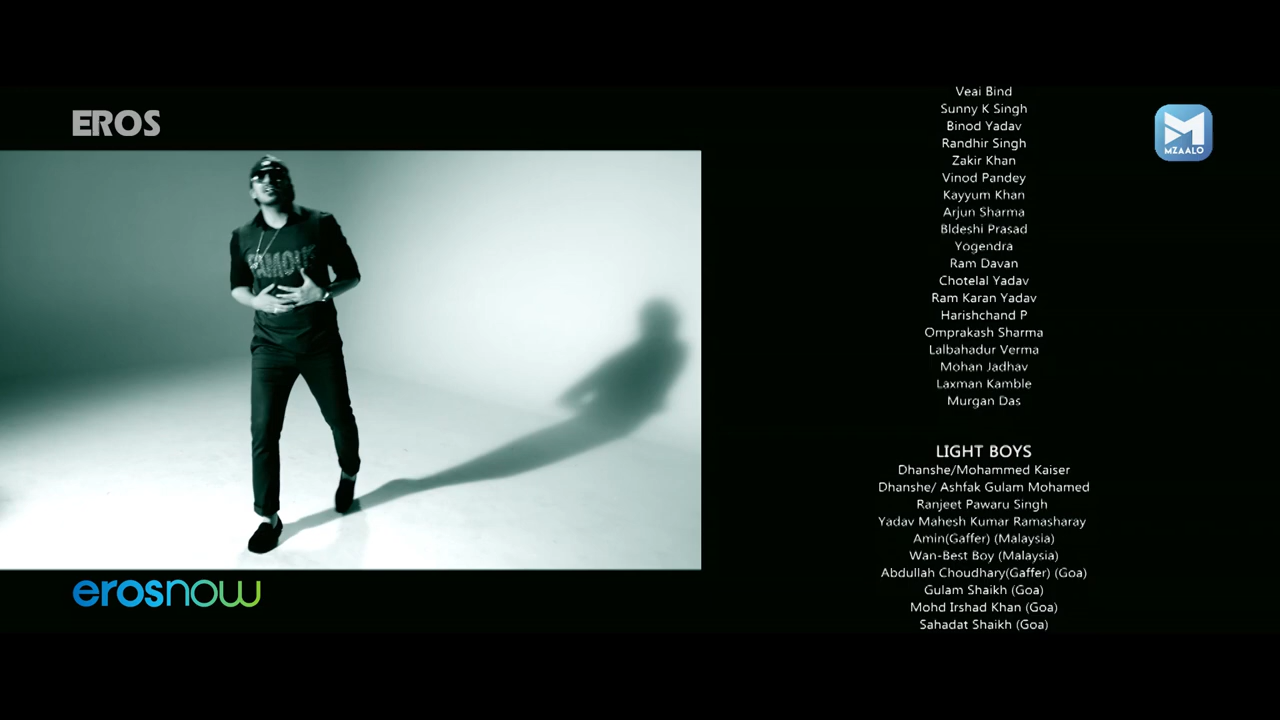 EROS
Veai Bind
Sunny K Singh
Binod Yadav
Randhir Singh
Zakir Khan
Vinod Pandey
Kayyum Khan
Arjun Sharma
Bldeshi Prasad
Yogendra
Ram Davan
Chotelal Yadav
Ram Karan Yadav
Harishchand P
Omprakash Sharma
Lalbahadur Verma
Mohan Jadhav
Laxman Kamble
Murgan Das
LIGHT BOYS
Dhanshe/Mohammed Kaiser
Dhanshe/ Ashfak Gulam Mohamed
Ranjeet Pawaru Singh
Yadav Mahesh Kumar Ramasharay
Amin(Gaffer) (Malaysia)
Wan-Best Boy (Malaysia)
Abdullah Choudhary(Gaffer) (Goa)
Gulam Shaikh (Goa)
Mohd Irshad Khan (Goa)
Sahadat Shaikh (Goa)
MZAALO
FAMOUS
erosnow